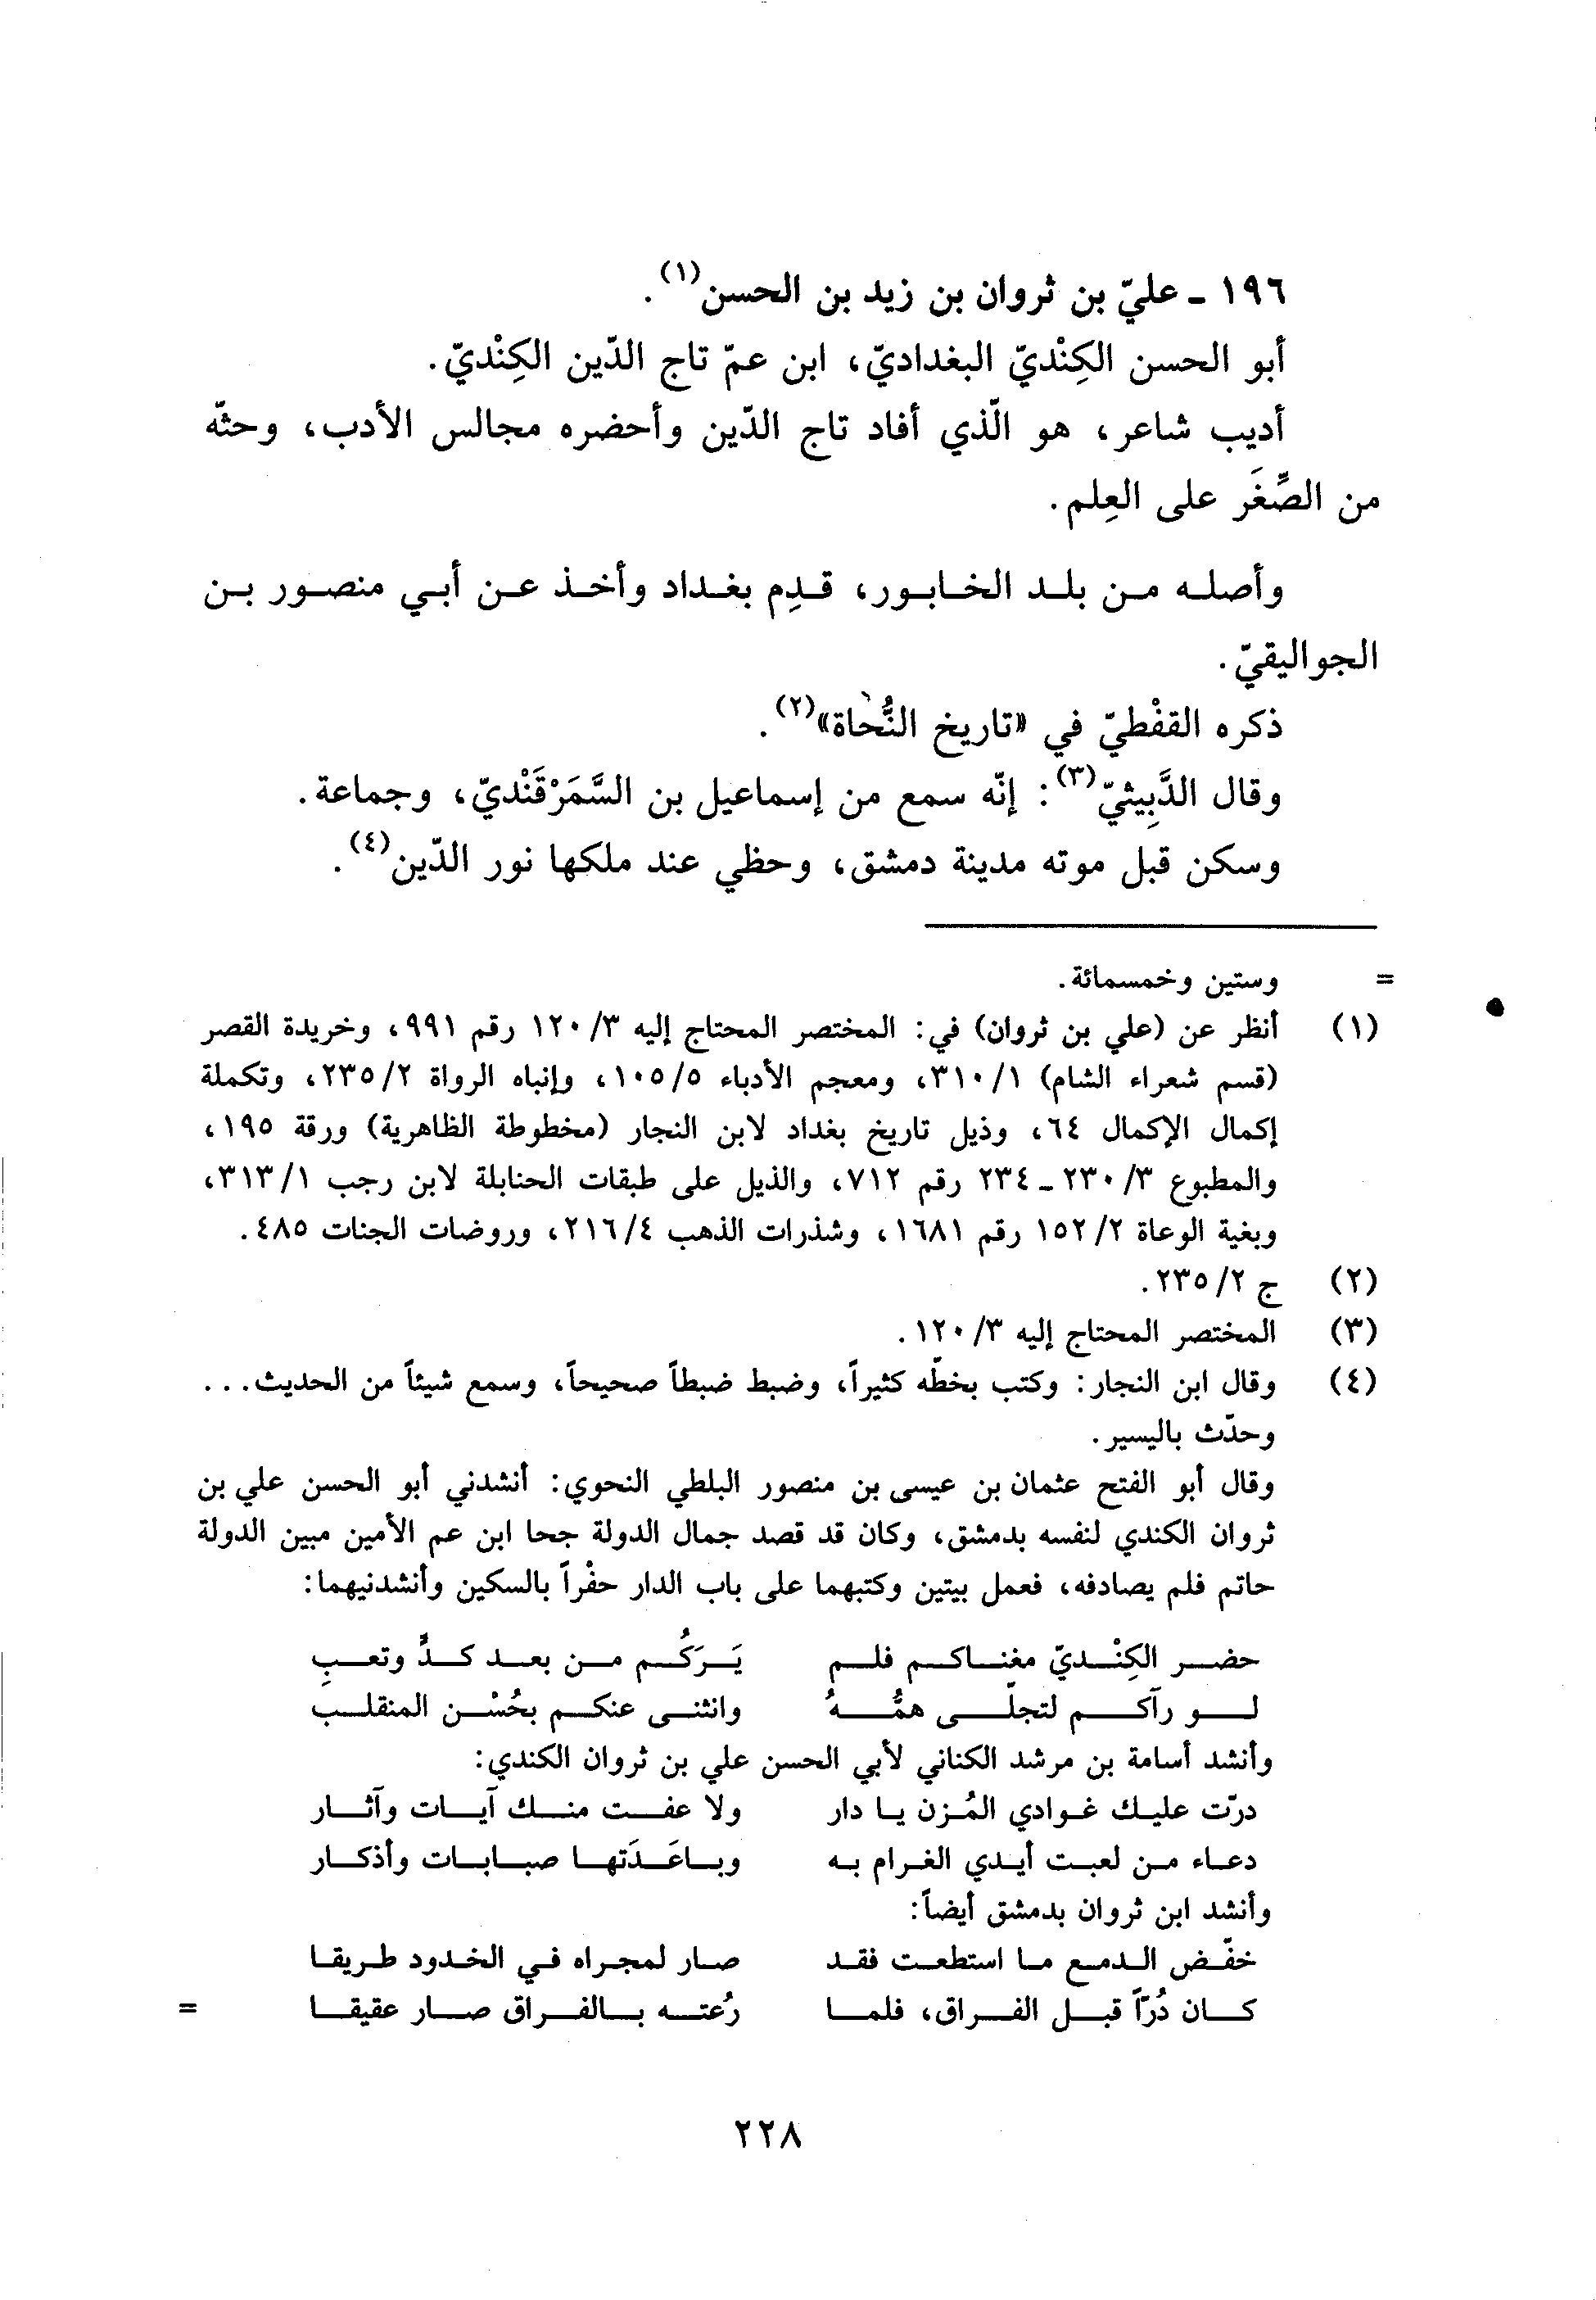 ١٩٦ - عليّ بن ثروان بن زيد بن الحسن(١).
أبو الحسن الكِنْديّ البغداديّ، ابن عمّ تاج الدّين الكِنْديّ.
أديب شاعر، هو الّذي أفاد تاج الدّين وأحضره مجالس الأدب، وحثّه
من الصِّغَر على العِلم.
وأصله من بلد الخابور، قدِم بغداد وأخذ عن أبي منصور بن
الجواليقيّ.
ذكره القفْطيّ في «تاريخ النُّحَاة»(٢).
وقال الدَّبِيثيّ(٣): إنّه سمع من إسماعيل بن السَّمَرْقَنْديّ، وجماعة.
وسكن قبل موته مدينة دمشق، وحظي عند ملكها نور الدّين(٤).
= وستين وخمسمائة.
(١) أنظر عن (علي بن ثروان) في: المختصر المحتاج إليه ٣/ ١٢٠ رقم ٩٩١، وخريدة القصر
(قسم شعراء الشام) ١/ ٣١٠، ومعجم الأدباء ٥/ ١٠٥، وإنباه الرواة ٢/ ٢٣٥، وتكملة
إكمال الإكمال ٦٤، وذيل تاريخ بغداد لابن النجار (مخطوطة الظاهرية) ورقة ١٩٥،
والمطبوع ٣/ ٢٣٠ - ٢٣٤ رقم ٧١٢، والذيل على طبقات الحنابلة لابن رجب ١/ ٣١٣،
وبغية الوعاة ٢/ ١٥٢ رقم ١٦٨١، وشذرات الذهب ٤/ ٢١٦، وروضات الجنات ٤٨٥.
(٢) ج ٢/ ٢٣٥.
(٣) المختصر المحتاج إليه ٣/ ١٢٠.
(٤) وقال ابن النجار: وكتب بخطّه كثيراً، وضبط ضبطاً صحيحاً، وسمع شيئاً من الحديث...
وحدّث باليسير.
وقال أبو الفتح عثمان بن عيسى بن منصور البلطي النحوي: أنشدني أبو الحسن علي بن
ثروان الكندي لنفسه بدمشق، وكان قد قصد جمال الدولة جحا ابن عم الأمين مبين الدولة
حاتم فلم يصادفه، فعمل بيتين وكتبهما على باب الدار حفْراً بالسكين وأنشدنيهما:
حضر الكِنْديّ مغناكم فلم يَرَكُم من بعد كدٍّ وتعبِ
لو رآكم لتجلّى همُّهُ وانثنى عنكم بحُسْن المنقلب
وأنشد أسامة بن مرشد الكناني لأبي الحسن علي بن ثروان الكندي:
درّت عليك غوادي المُزن يا دار ولا عفت منك آيات وآثار
دعاء من لعبت أيدي الغرام به وباعَدَتها صبابات وأذكار
وأنشد ابن ثروان بدمشق أيضاً:
خفّض الدمع ما استطعت فقد صار لمجراه في الخدود طريقا
كان دُرّاً قبل الفراق، فلما رُعته بالفراق صار عقيقا =
٢٢٨